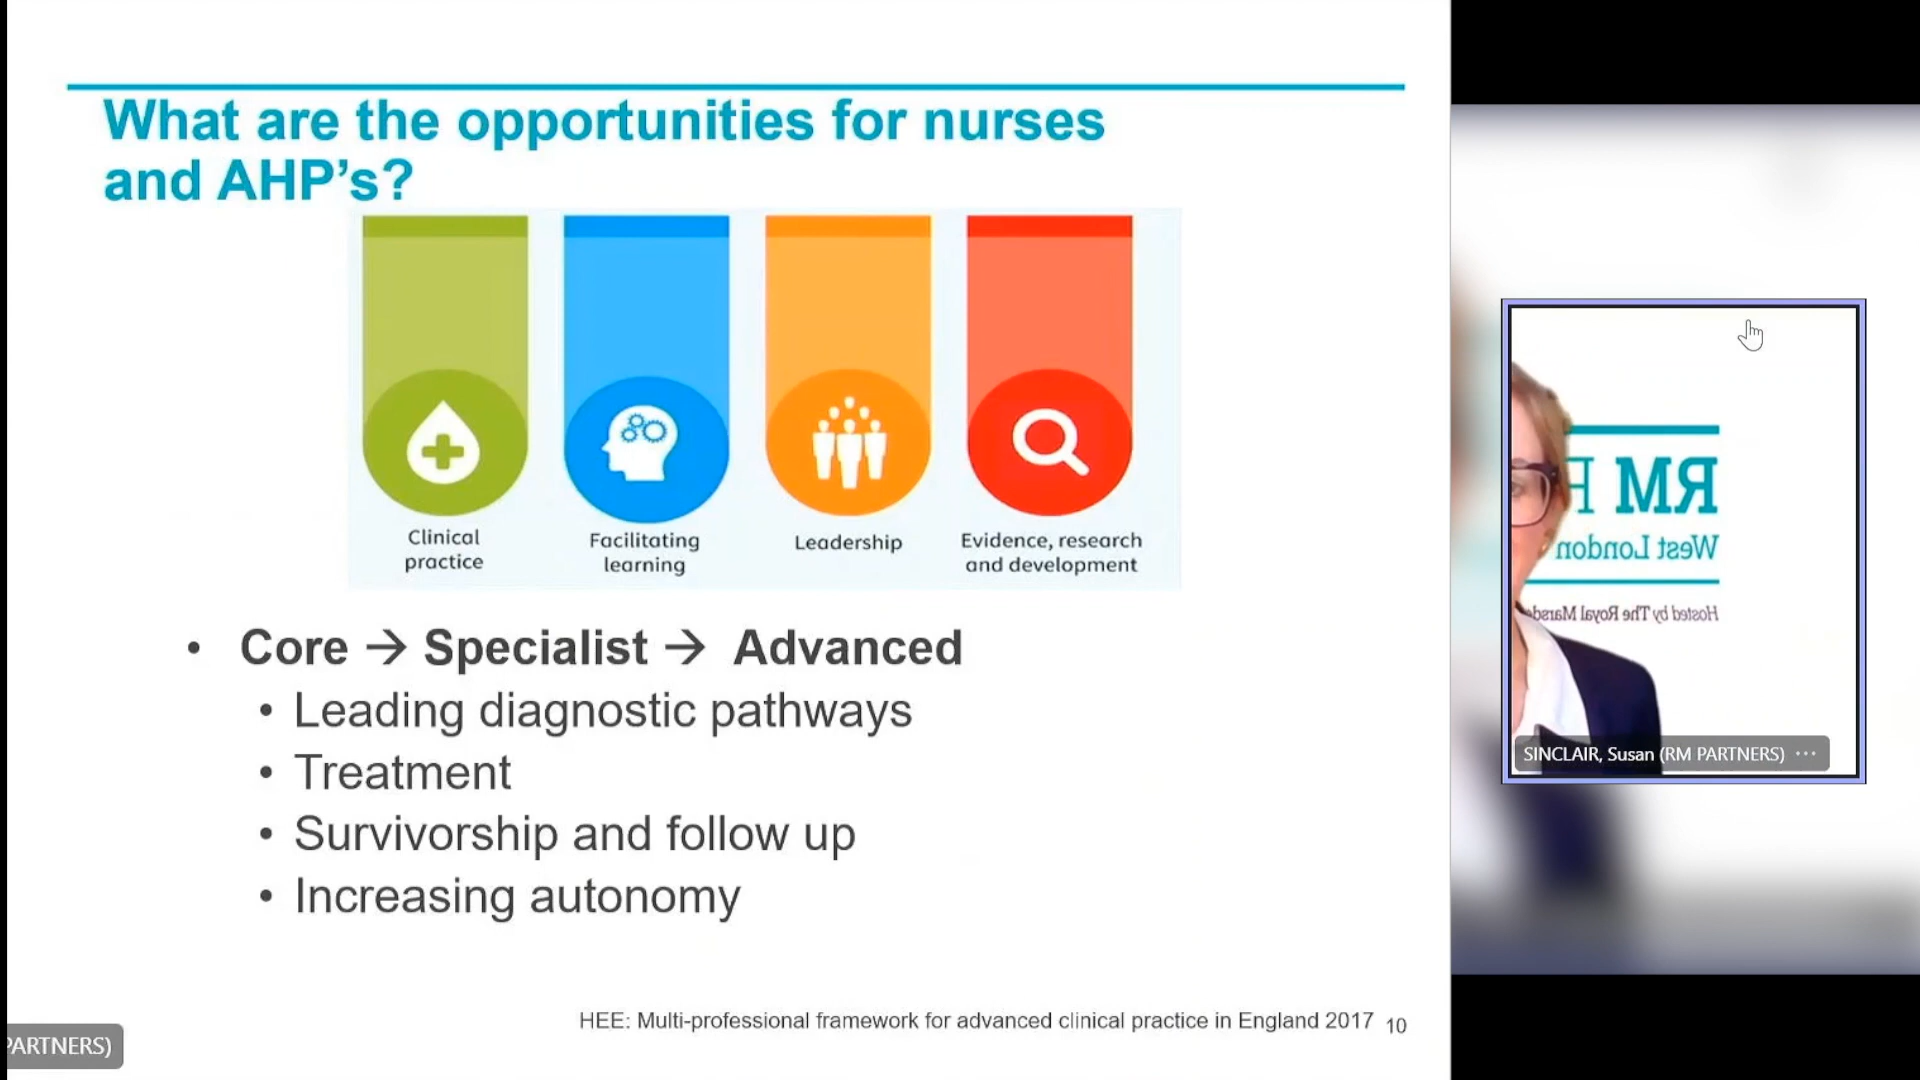 What are the opportunities for nurses
and AHP’s?
Clinical
practice
Facilitating
learning
Leadership
Evidence, research
and development
• Core → Specialist → Advanced
• Leading diagnostic pathways
• Treatment
• Survivorship and follow up
• Increasing autonomy
HEE: Multi-professional framework for advanced clinical practice in England 2017 10
PARTNERS)
RM
West London
Hosted by The Royal
SINCLAIR, Susan (RM PARTNERS) ···